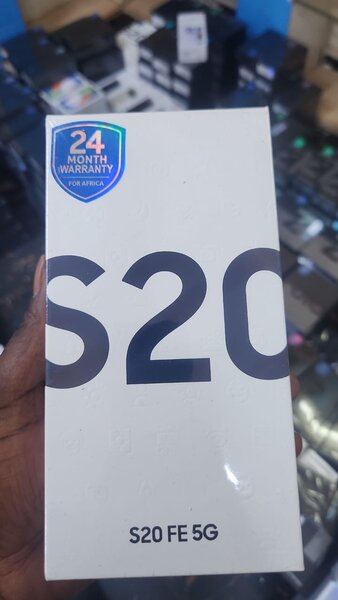 24
MONTH
WARRANTY
FOR AFRICA
S20
S20 FE 5G